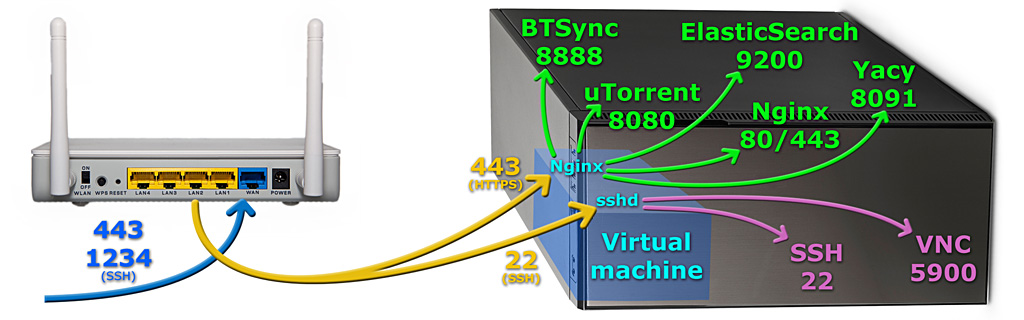 BTSync
8888
ElasticSearch
9200
Yacy
8091
uTorrent
8080
Nginx
80/443
443
(HTTPS)
Nginx
sshd
Virtual
machine
22
(SSH)
SSH
22
VNC
5900
ON
OFF
WLAN
WPS
RESET
LAN4
LAN3
LAN2
LAN1
WAN
POWER
443
1234
(SSH)